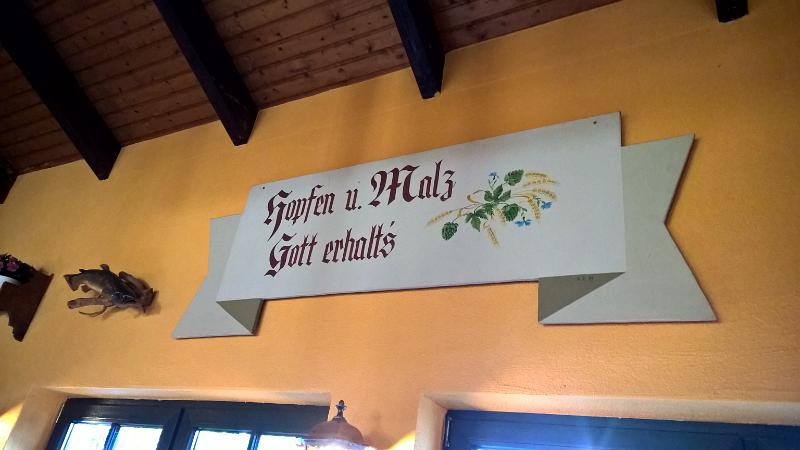 Hopfen u. Malz
Gott erhalt's